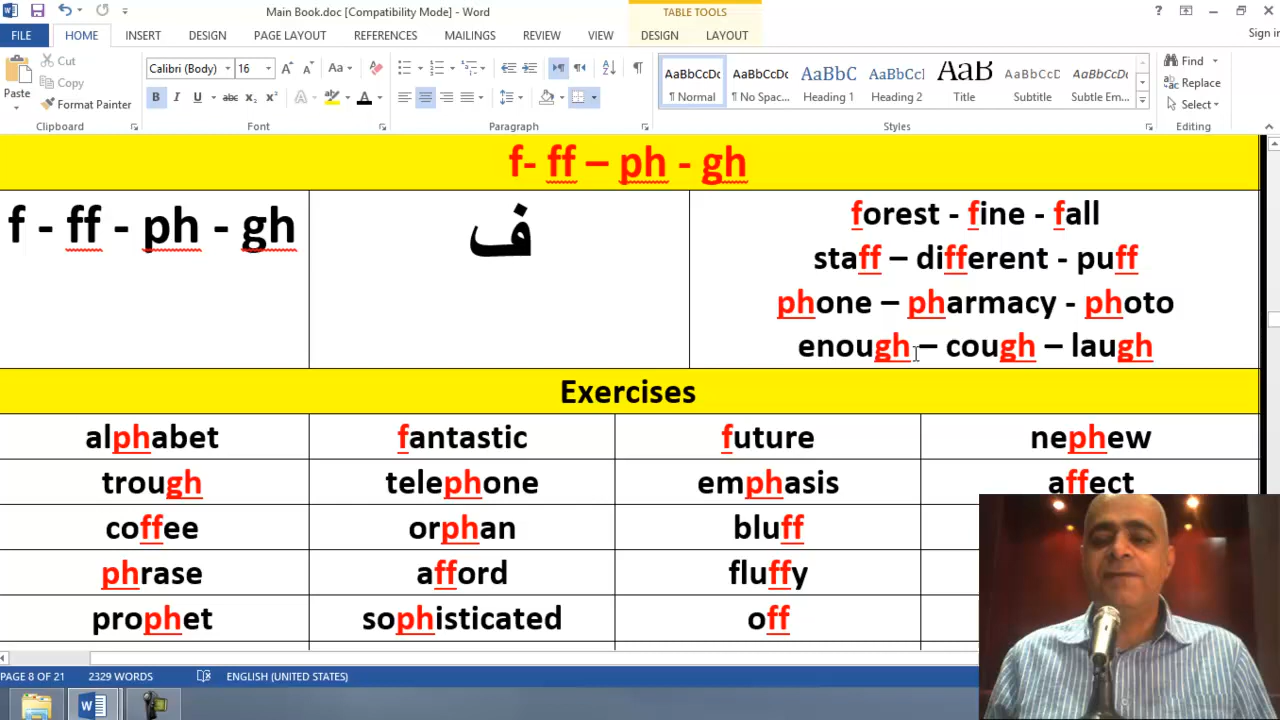 Main Book.doc [Compatibility Mode] - Word
TABLE TOOLS
?
FILE HOME INSERT DESIGN PAGE LAYOUT REFERENCES MAILINGS REVIEW VIEW DESIGN LAYOUT Sign in
Paste
Cut
Copy
Format Painter
Calibri (Body) 16
AaBbCcDc AaBbCcDc AaBbC AaBbCcI AaB AaBbCcD AaBbCcDc
¶ Normal ¶ No Spac... Heading 1 Heading 2 Title Subtitle Subtle Em...
Find
Replace
Select
Clipboard Font Paragraph Styles Editing
f- ff – ph - gh
f - ff - ph - gh
ف
forest - fine - fall
staff – different - puff
phone – pharmacy - photo
enough – cough – laugh
Exercises
alphabet fantastic future nephew
trough telephone emphasis affect
coffee orphan bluff
phrase afford fluffy
prophet sophisticated off
PAGE 8 OF 21 2329 WORDS ENGLISH (UNITED STATES)